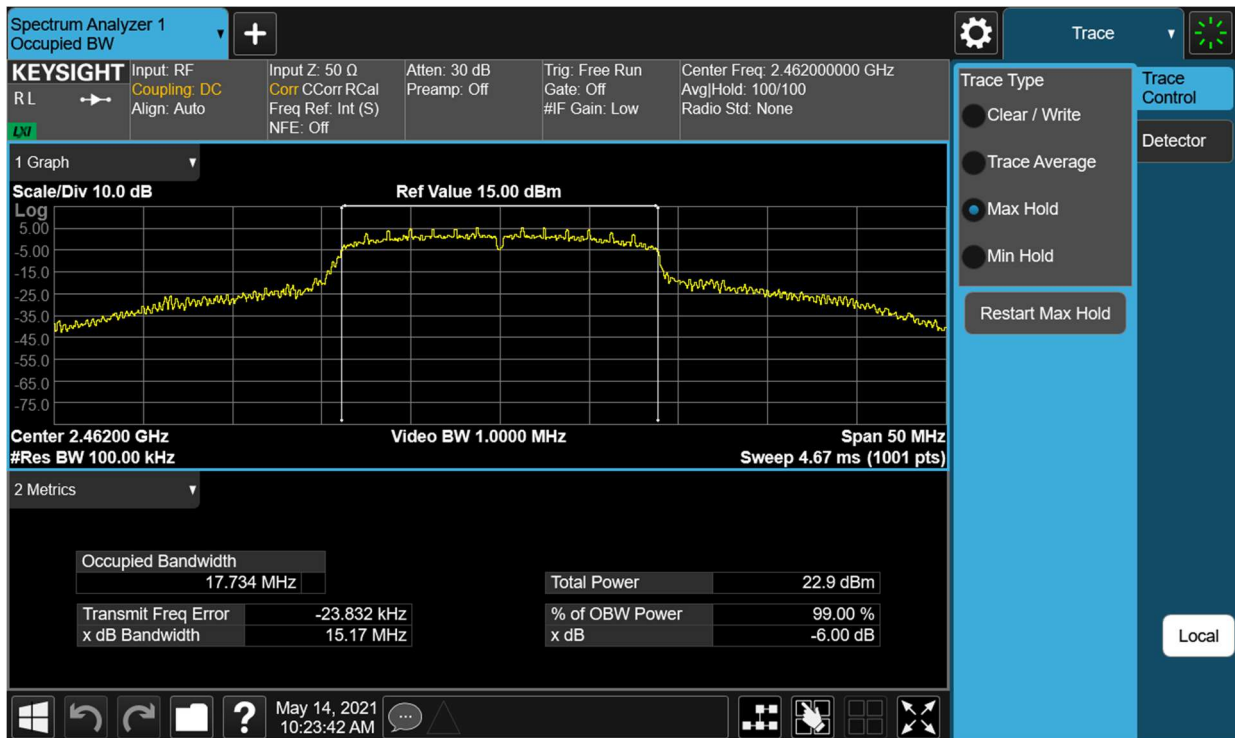 Spectrum Analyzer 1
Occupied BW
Trace
KEYSIGHT
RL
LXI
Input: RF
Coupling: DC
Align: Auto
Input Z: 50 Ω
Corr CCorr RCal
Freq Ref: Int (S)
NFE: Off
Atten: 30 dB
Preamp: Off
Trig: Free Run
Gate: Off
#IF Gain: Low
Center Freq: 2.462000000 GHz
Avg|Hold: 100/100
Radio Std: None
1 Graph
Scale/Div 10.0 dB
Ref Value 15.00 dBm
Log
5.00
-5.00
-15.0
-25.0
-35.0
-45.0
-55.0
-65.0
-75.0
Center 2.46200 GHz
Video BW 1.0000 MHz
Span 50 MHz
#Res BW 100.00 kHz
Sweep 4.67 ms (1001 pts)
2 Metrics
Occupied Bandwidth
17.734 MHz
Transmit Freq Error -23.832 kHz
x dB Bandwidth 15.17 MHz
Total Power 22.9 dBm
% of OBW Power 99.00 %
x dB -6.00 dB
May 14, 2021
10:23:42 AM
Trace Type
Clear / Write
Trace Average
Max Hold
Min Hold
Restart Max Hold
Trace
Control
Detector
Local